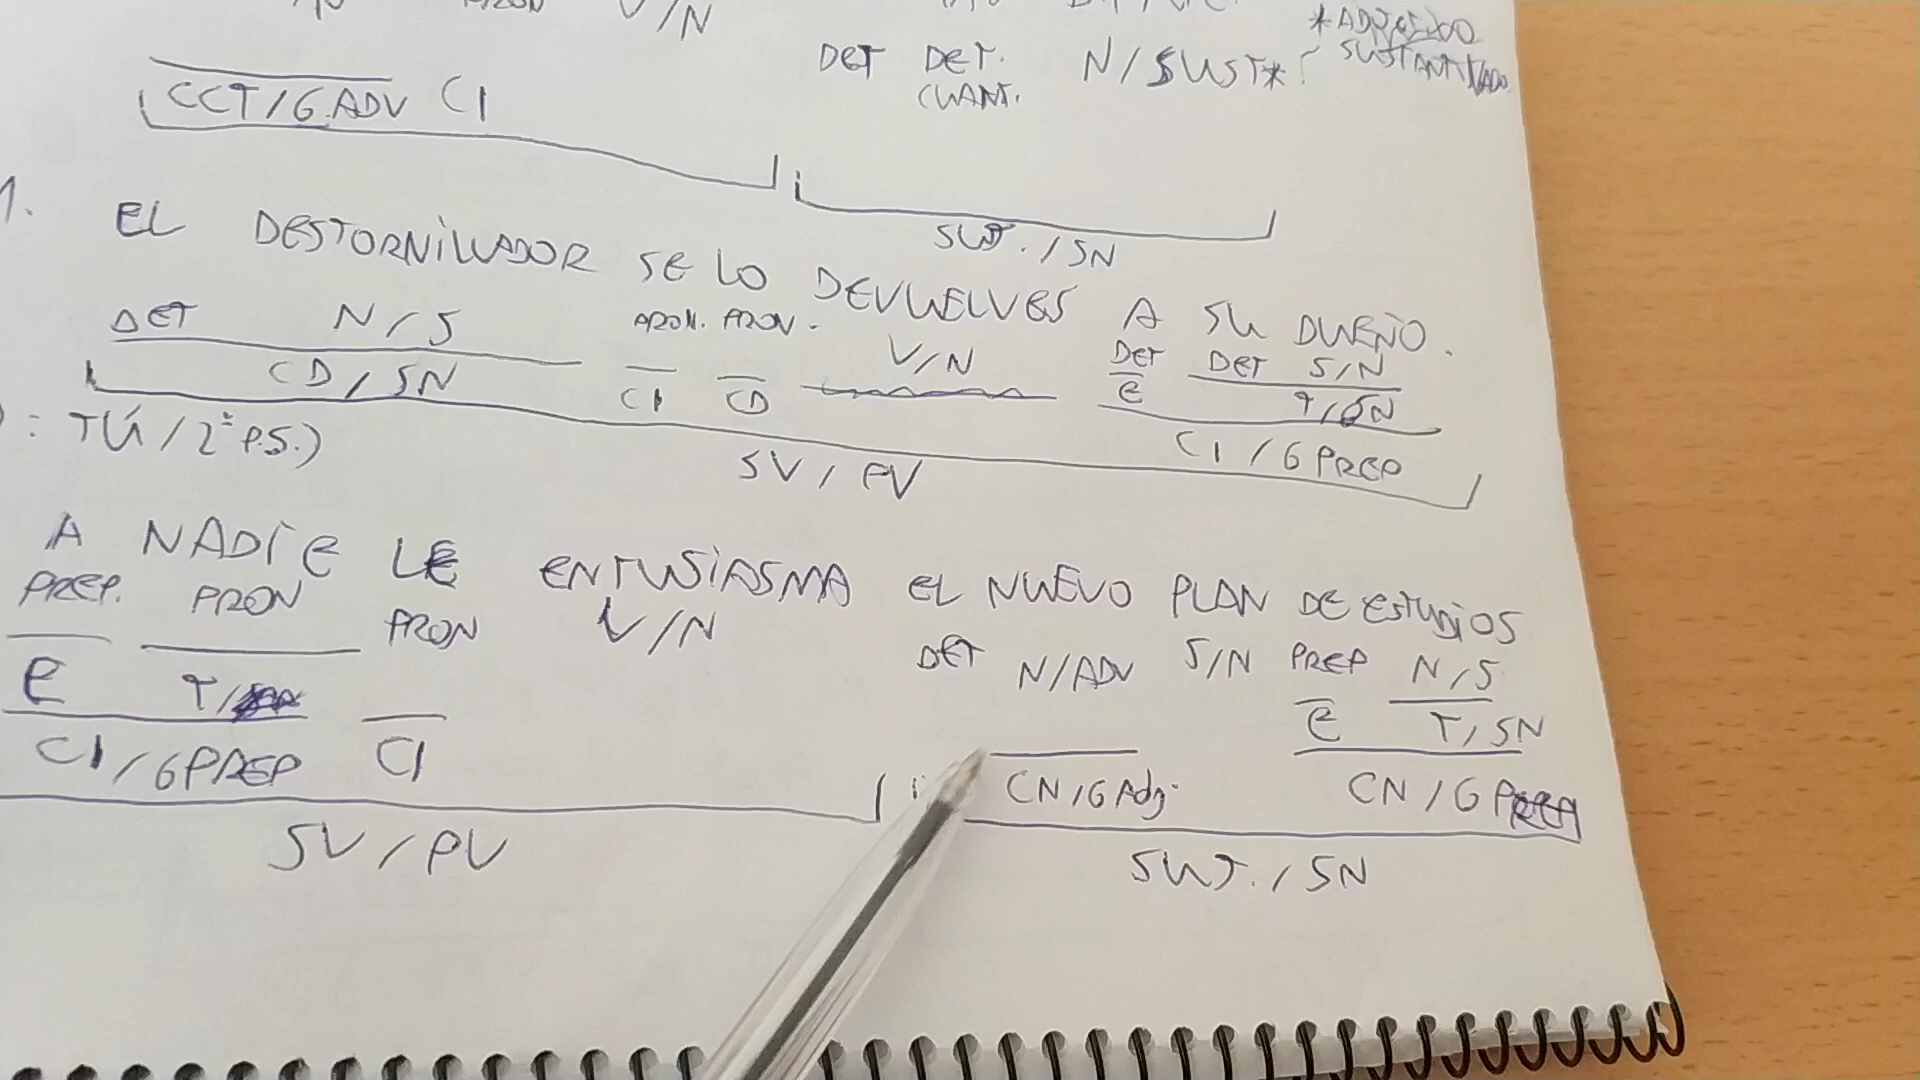 PRON V/N
DET DET. N/SUST*
CUANT.
*ADJETIVO
SUSTANTIVADO
CCT/G.ADV CI
SUJ. / SN
1. EL DESTORNILLADOR SE LO DEVUELVES A SU DUEÑO.
DET N/S PRON. PRON. V/N DET DET S/N
CD/SN CI CD E T/SN
CI / G PREP
: TÚ / 2ª P.S.)
SV / PV
A NADIE LE ENTUSIASMA EL NUEVO PLAN DE ESTUDIOS
PREP. PRON PRON V/N DET N/ADV S/N PREP N/S
E T/ E T/SN
CI/GPREP CI CN/G Adj. CN / G PREP
SV / PV SUJ. / SN